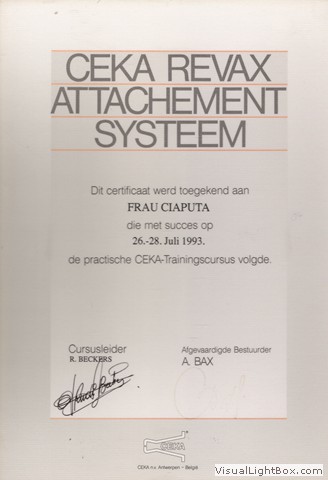 CEKA REVAX
ATTACHEMENT
SYSTEEM
Dit certificaat werd toegekend aan
FRAU CIAPUTA
die met succes op
26.-28. Juli 1993.
de practische CEKA-Trainingscursus volgde.
Cursusleider
R. BECKERS
Afgevaardigde Bestuurder
A. BAX
CEKA
CEKA n.v. Antwerpen - België
VisualLightBox.com